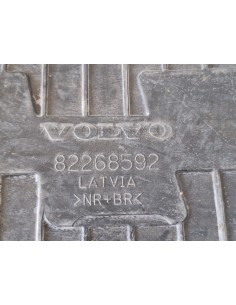 VOLVO
82268592
LATVIA
>NR+BR<